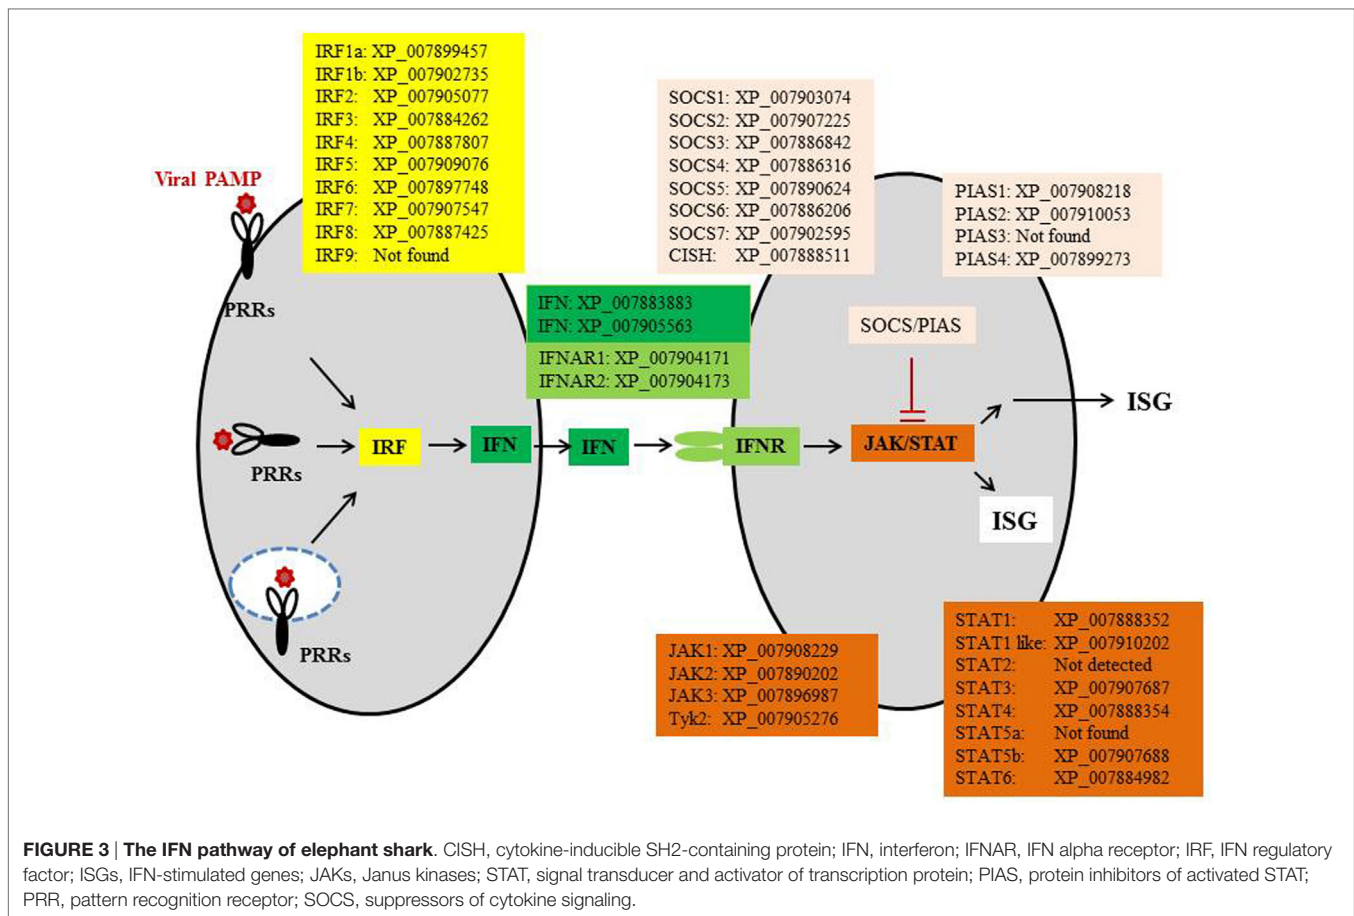 IRF1a: XP_007899457
IRF1b: XP_007902735
IRF2: XP_007905077
IRF3: XP_007884262
IRF4: XP_007887807
IRF5: XP_007909076
IRF6: XP_007897748
IRF7: XP_007907547
IRF8: XP_007887425
IRF9: Not found
SOCS1: XP_007903074
SOCS2: XP_007907225
SOCS3: XP_007886842
SOCS4: XP_007886316
SOCS5: XP_007890624
SOCS6: XP_007886206
SOCS7: XP_007902595
CISH: XP_007888511
PIAS1: XP_007908218
PIAS2: XP_007910053
PIAS3: Not found
PIAS4: XP_007899273
Viral PAMP
PRRs
IFN: XP_007883883
IFN: XP_007905563
IFNAR1: XP_007904171
IFNAR2: XP_007904173
SOCS/PIAS
ISG
PRRs
IRF
IFN
IFN
IFNR
JAK/STAT
ISG
PRRs
JAK1: XP_007908229
JAK2: XP_007890202
JAK3: XP_007896987
Tyk2: XP_007905276
STAT1: XP_007888352
STAT1 like: XP_007910202
STAT2: Not detected
STAT3: XP_007907687
STAT4: XP_007888354
STAT5a: Not found
STAT5b: XP_007907688
STAT6: XP_007884982
FIGURE 3 | The IFN pathway of elephant shark. CISH, cytokine-inducible SH2-containing protein; IFN, interferon; IFNAR, IFN alpha receptor; IRF, IFN regulatory
factor; ISGs, IFN-stimulated genes; JAKs, Janus kinases; STAT, signal transducer and activator of transcription protein; PIAS, protein inhibitors of activated STAT;
PRR, pattern recognition receptor; SOCS, suppressors of cytokine signaling.